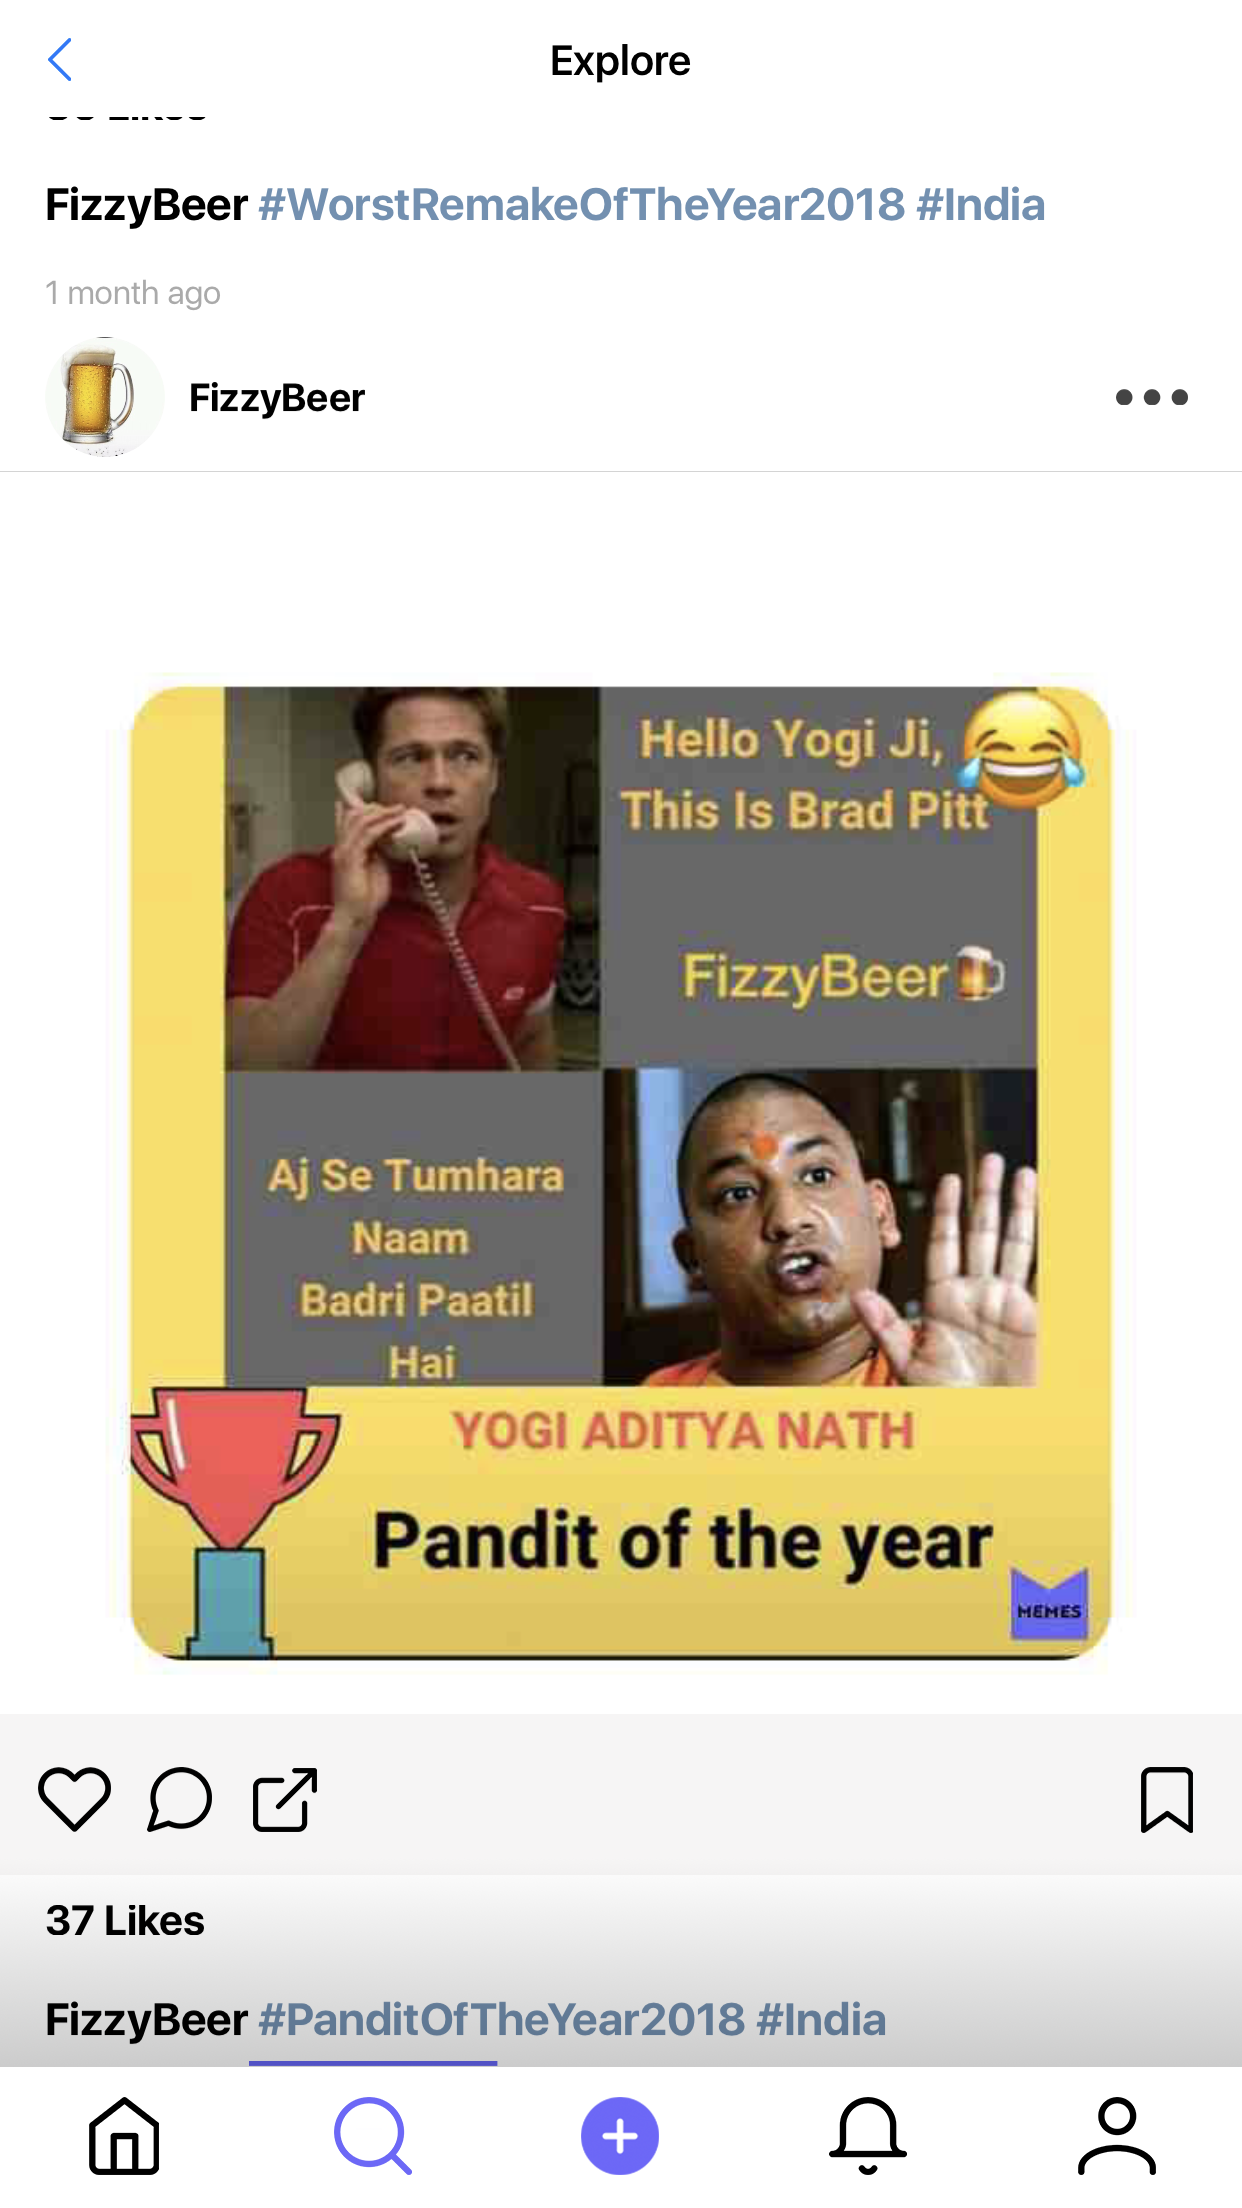 Explore
FizzyBeer #WorstRemakeOfTheYear2018 #India
1 month ago
FizzyBeer
Hello Yogi Ji,
This Is Brad Pitt
FizzyBeer
Aj Se Tumhara
Naam
Badri Paatil
Hai
YOGI ADITYA NATH
Pandit of the year
MEMES
37 Likes
FizzyBeer #PanditOfTheYear2018 #India